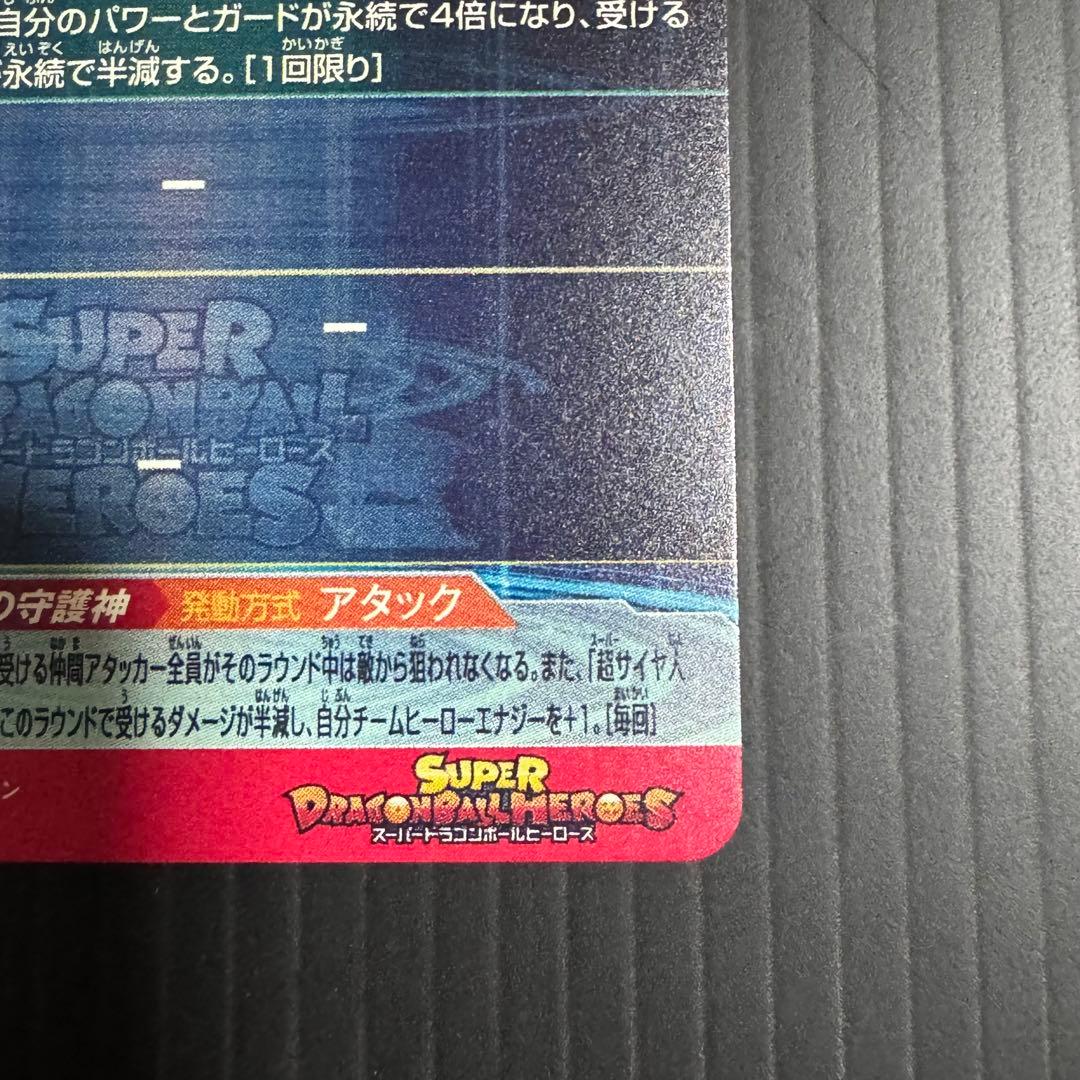 自分のパワーとガードが永続で4倍になり、受ける
永続で半減する。[1回限り]
SUPER
DRAGONBALL
スーパードラゴンボールヒーローズ
HEROES
の守護神 発動方式 アタック
受ける仲間アタッカー全員がそのラウンド中は敵から狙われなくなる。また、「超サイヤ人
このラウンドで受けるダメージが半減し、自分チームヒーローエナジーを+1。[毎回]
ン
SUPER
DRAGONBALL HEROES
スーパードラゴンボールヒーローズ